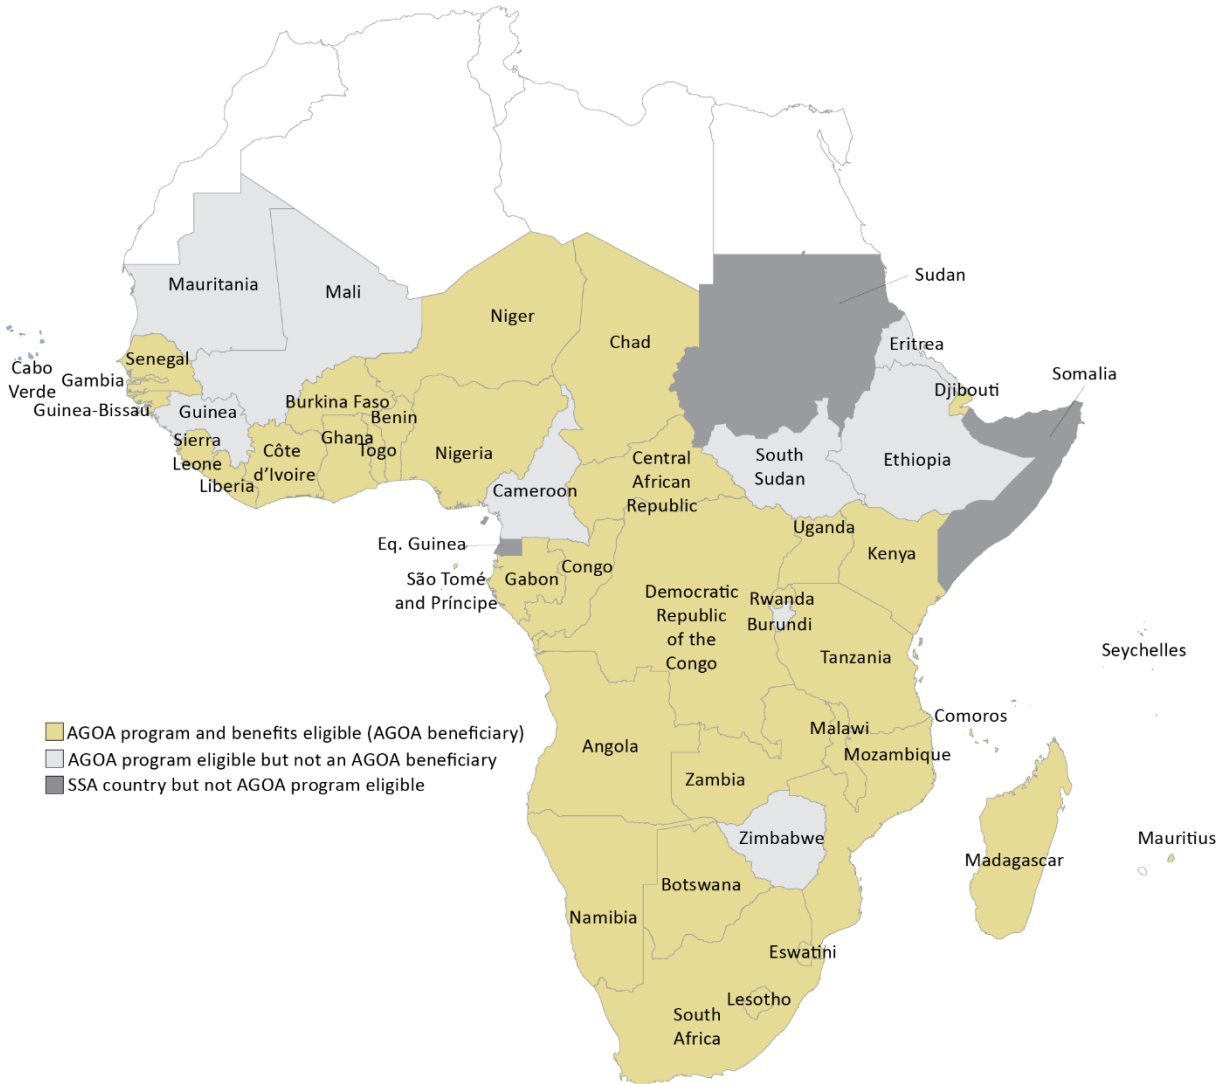 Sudan
Mauritania
Mali
Niger
Chad
Eritrea
Senegal
Cabo
Verde
Gambia
Guinea-Bissau
Guinea
Burkina Faso
Benin
Djibouti
Somalia
Sierra
Leone
Liberia
Côte
d’Ivoire
Ghana
Togo
Nigeria
Central
African
Republic
South
Sudan
Ethiopia
Cameroon
Eq. Guinea
São Tomé
and Príncipe
Gabon
Congo
Uganda
Kenya
Democratic
Republic
of the
Congo
Rwanda
Burundi
Tanzania
Seychelles
Comoros
AGOA program and benefits eligible (AGOA beneficiary)
AGOA program eligible but not an AGOA beneficiary
SSA country but not AGOA program eligible
Angola
Malawi
Mozambique
Zambia
Zimbabwe
Mauritius
Madagascar
Botswana
Namibia
Eswatini
Lesotho
South
Africa